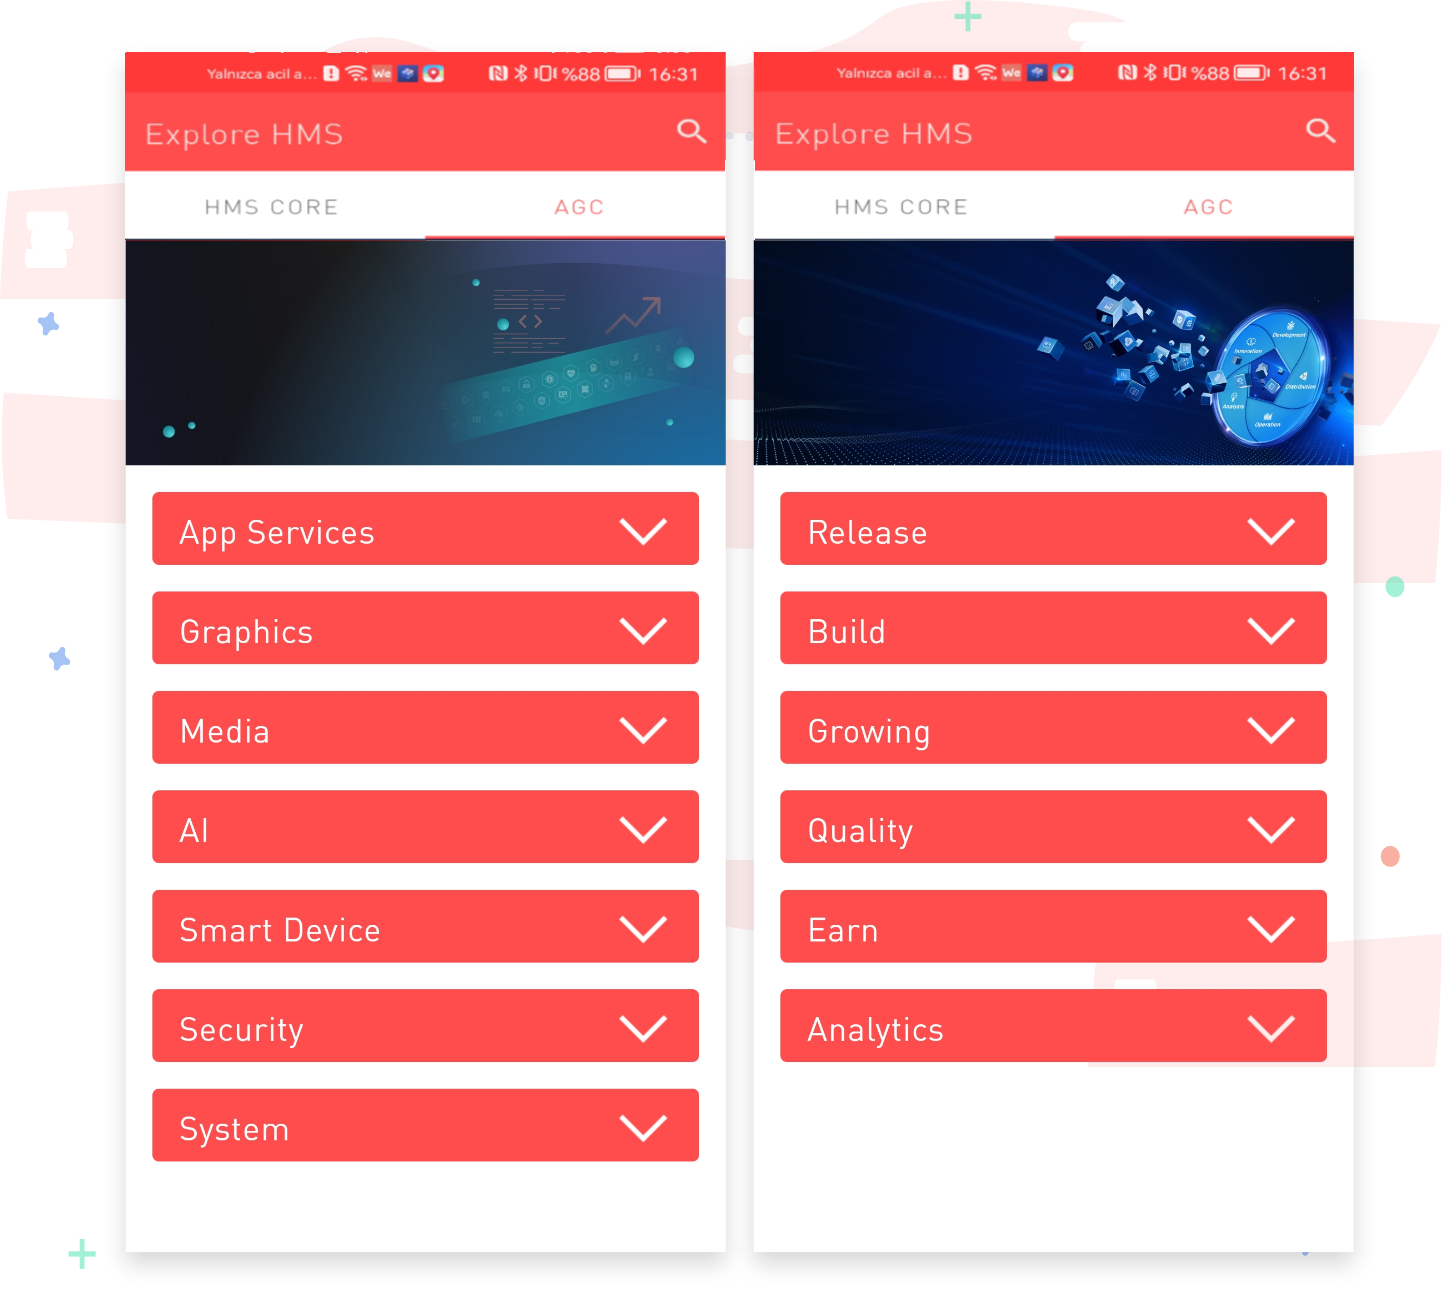 Yalnızca acil a... We %88 16:31
Explore HMS
HMS CORE AGC
App Services
Graphics
Media
AI
Smart Device
Security
System
Yalnızca acil a... We %88 16:31
Explore HMS
HMS CORE AGC
Development
Innovation
Distribution
Analysis
Operation
Release
Build
Growing
Quality
Earn
Analytics